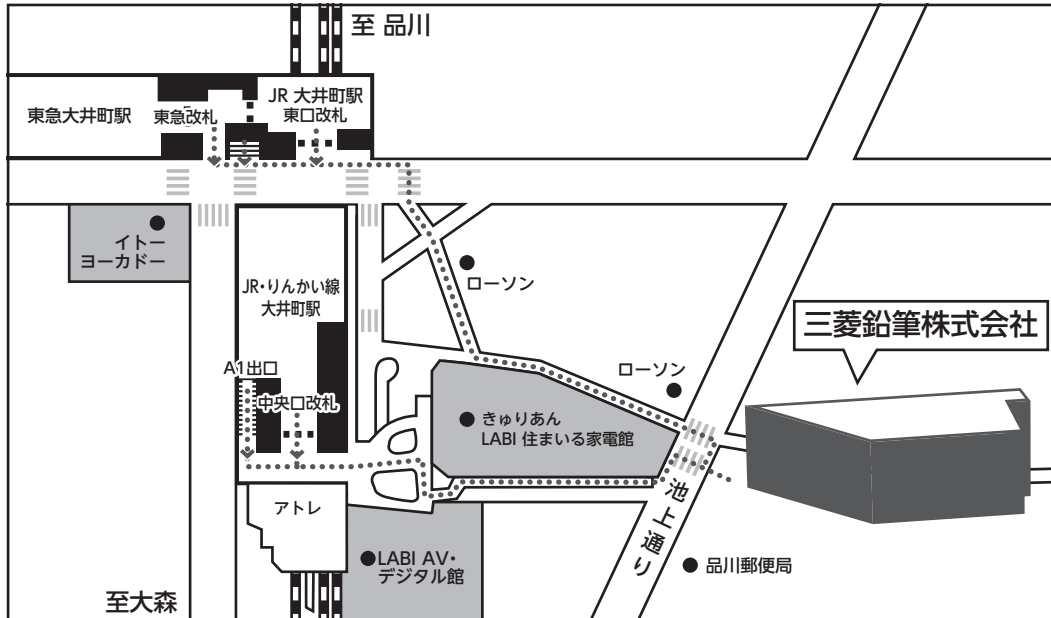 至 品川
JR 大井町駅
東口改札
東急大井町駅
東急改札
イトー
ヨーカドー
JR・りんかい線
大井町駅
ローソン
三菱鉛筆株式会社
A1出口
中央口改札
ローソン
きゅりあん
LABI 住まいる家電館
アトレ
池上通り
LABI AV・
デジタル館
品川郵便局
至大森